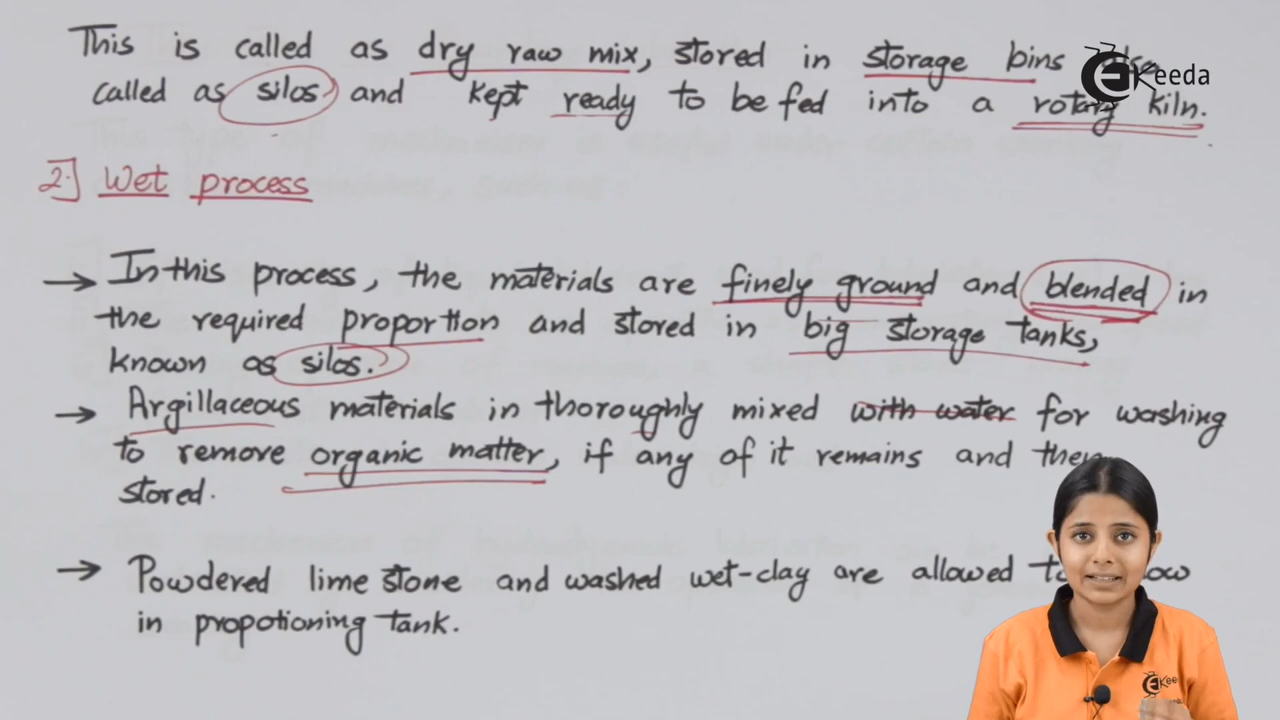 This is called as dry raw mix, stored in storage bins also
called as silos and kept ready to be fed into a rotary kiln.
Ekeeda
2.] Wet process
→ In this process, the materials are finely ground and blended in
the required proportion and stored in big storage tanks,
known as silos.
→ Argillaceous materials in thoroughly mixed with water for washing
to remove organic matter, if any of it remains and then
stored.
→ Powdered lime stone and washed wet-clay are allowed to
in propotioning tank.